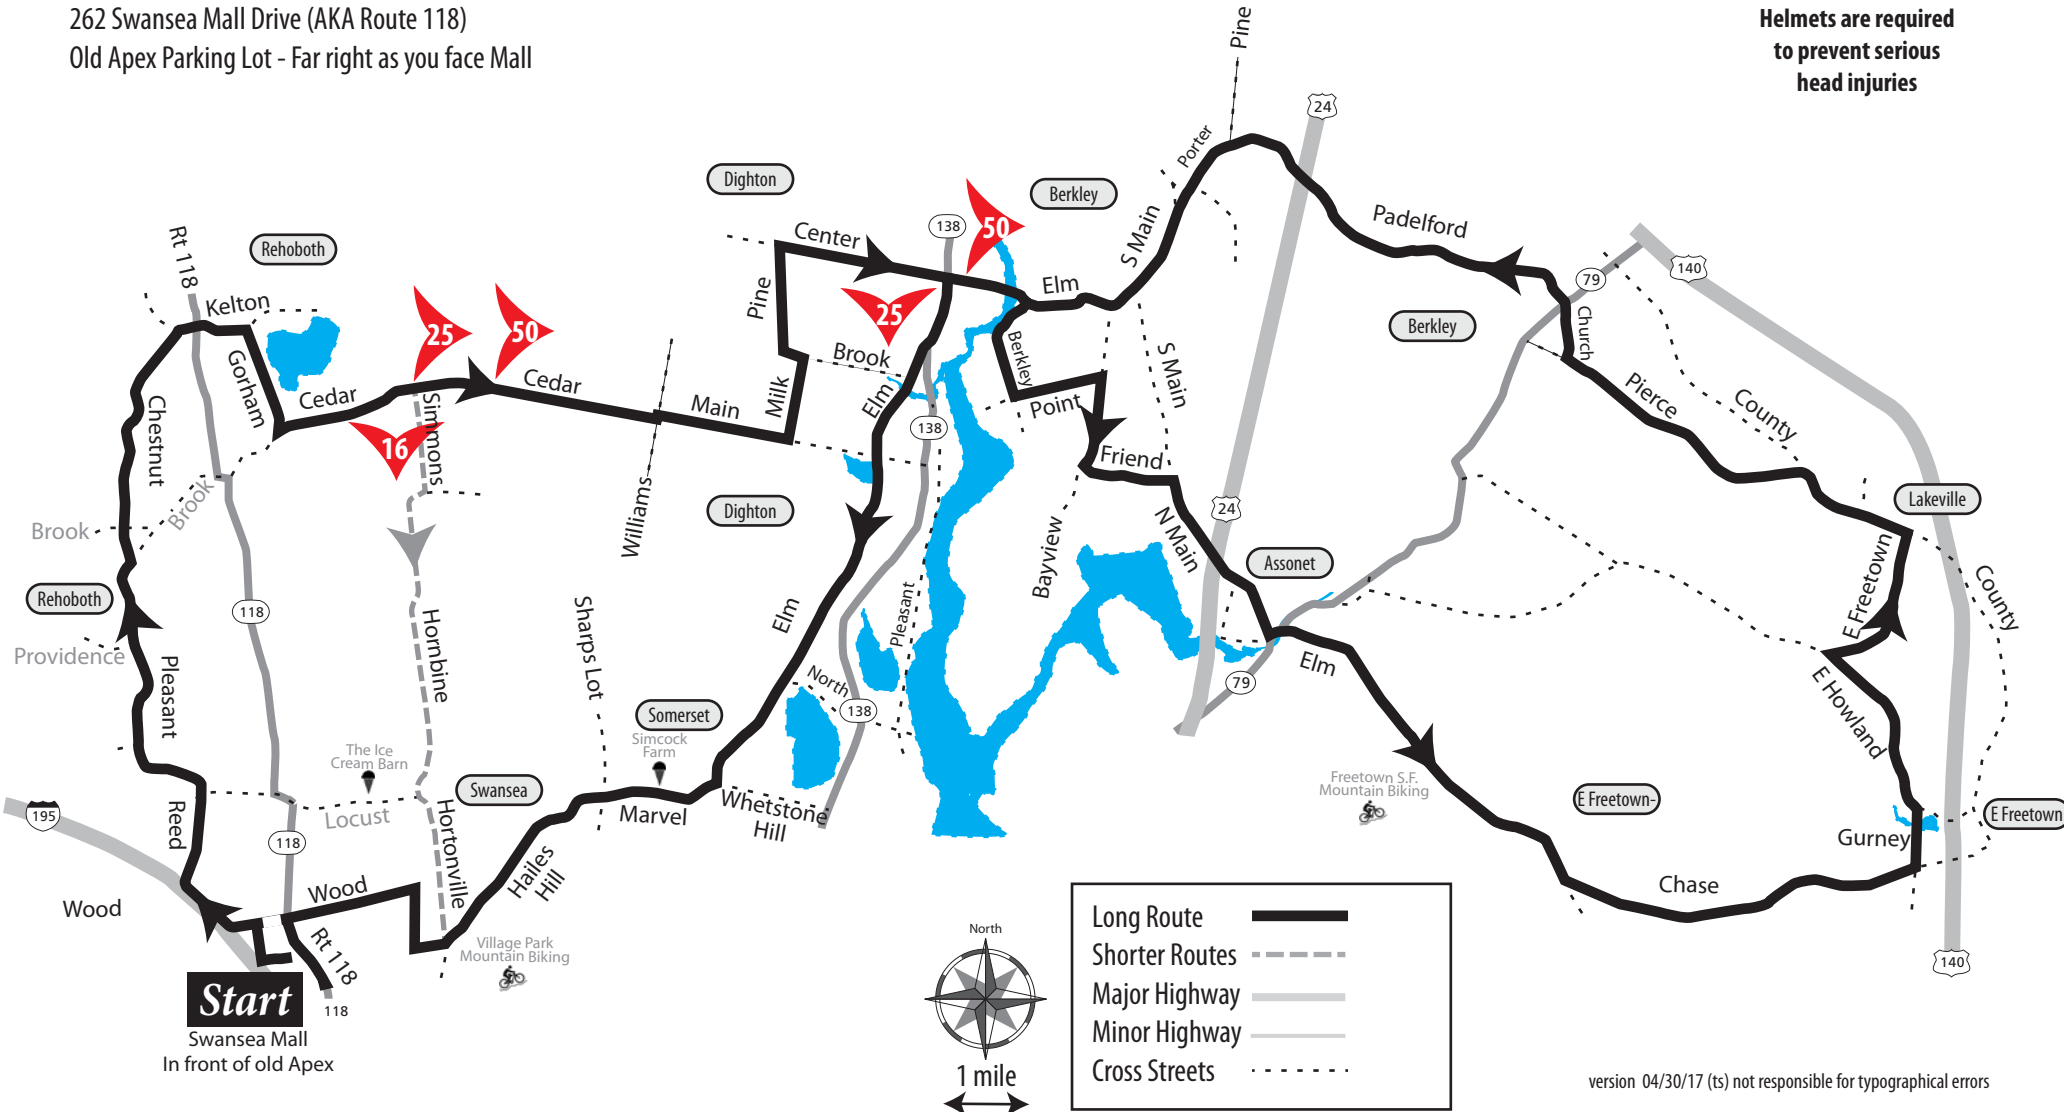 262 Swansea Mall Drive (AKA Route 118)
Old Apex Parking Lot - Far right as you face Mall
Helmets are required
to prevent serious
head injuries
Pine
24
Porter
Dighton
Berkley
138
50
Center
S Main
Padelford
Rt 118
Rehoboth
Kelton
Elm
79
140
Pine
25
50
25
Berkley
Church
Gorham
Brook
Berkley
S Main
Cedar
Cedar
Simmons
Main
Milk
Elm
Point
Pierce
County
Chestnut
16
138
Friend
Brook
Brook
Williams
Dighton
24
N Main
Lakeville
Bayview
Assonet
E Freetown
County
Rehoboth
118
Hornbine
Sharps Lot
Elm
Pleasant
Providence
Pleasant
Elm
North
79
138
E Howland
Somerset
Simcock
Farm
The Ice
Cream Barn
Swansea
Freetown S.F.
Mountain Biking
E Freetown-
E Freetown
195
Reed
Locust
Hortonville
Marvel
Whetstone
Hill
118
Gurney
Hailes
Hill
Wood
Wood
Chase
Rt 118
Village Park
Mountain Biking
140
Start
118
Swansea Mall
In front of old Apex
North
1 mile
Long Route
Shorter Routes
Major Highway
Minor Highway
Cross Streets
version 04/30/17 (ts) not responsible for typographical errors